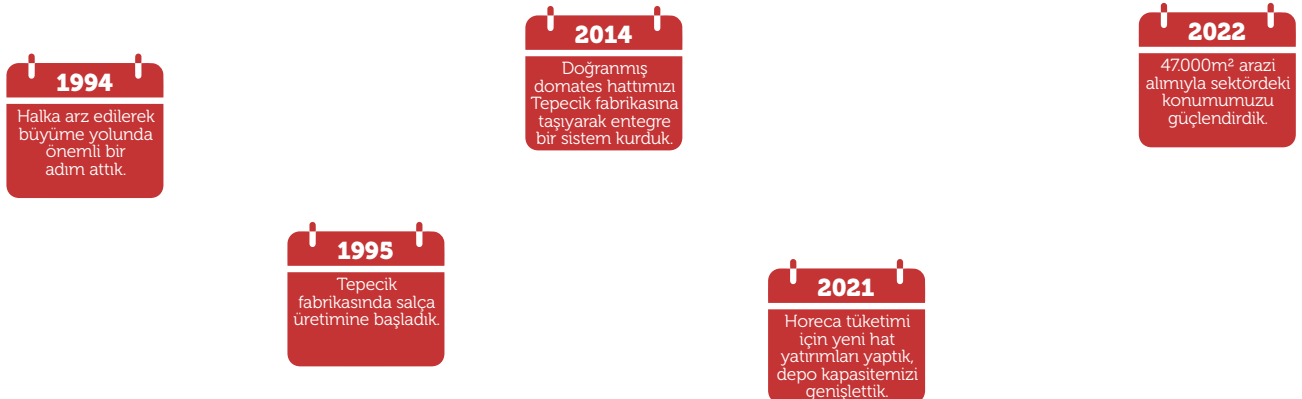 1994
Halka arz edilerek
büyüme yolunda
önemli bir
adım attık.
1995
Tepecik
fabrikasında salça
üretimine başladık.
2014
Doğranmış
domates hattımızı
Tepecik fabrikasına
taşıyarak entegre
bir sistem kurduk.
2021
Horeca tüketimi
için yeni hat
yatırımları yaptık,
depo kapasitemizi
genişlettik.
2022
47.000m² arazi
alımıyla sektördeki
konumumuzu
güçlendirdik.